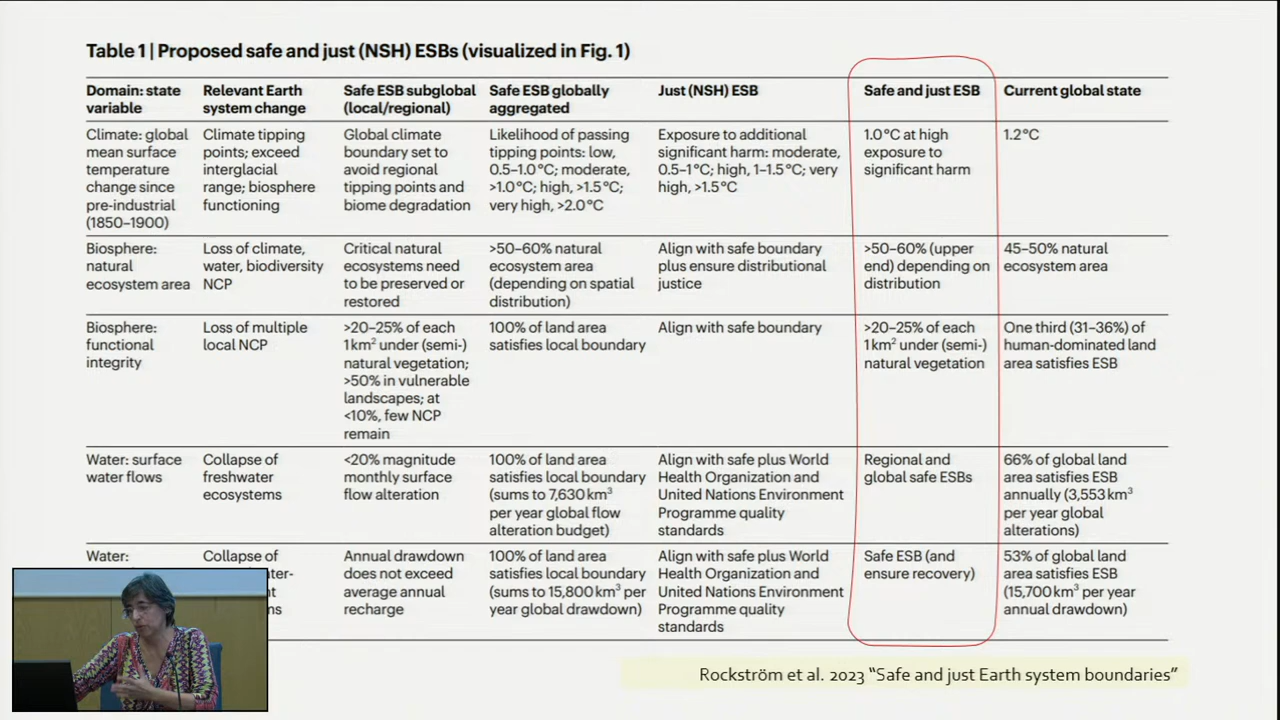 Table 1 | Proposed safe and just (NSH) ESBs (visualized in Fig. 1)
Domain: state
variable
Relevant Earth
system change
Safe ESB subglobal
(local/regional)
Safe ESB globally
aggregated
Just (NSH) ESB
Safe and just ESB
Current global state
Climate: global
mean surface
temperature
change since
pre-industrial
(1850–1900)
Climate tipping
points; exceed
interglacial
range; biosphere
functioning
Global climate
boundary set to
avoid regional
tipping points and
biome degradation
Likelihood of passing
tipping points: low,
0.5–1.0 °C; moderate,
>1.0 °C; high, >1.5 °C;
very high, >2.0 °C
Exposure to additional
significant harm: moderate,
0.5–1 °C; high, 1–1.5 °C; very
high, >1.5 °C
1.0 °C at high
exposure to
significant harm
1.2 °C
Biosphere:
natural
ecosystem area
Loss of climate,
water, biodiversity
NCP
Critical natural
ecosystems need
to be preserved or
restored
>50–60% natural
ecosystem area
(depending on spatial
distribution)
Align with safe boundary
plus ensure distributional
justice
>50–60% (upper
end) depending on
distribution
45–50% natural
ecosystem area
Biosphere:
functional
integrity
Loss of multiple
local NCP
>20–25% of each
1 km² under (semi-)
natural vegetation;
>50% in vulnerable
landscapes; at
<10%, few NCP
remain
100% of land area
satisfies local boundary
Align with safe boundary
>20–25% of each
1 km² under (semi-)
natural vegetation
One third (31–36%) of
human-dominated land
area satisfies ESB
Water: surface
water flows
Collapse of
freshwater
ecosystems
<20% magnitude
monthly surface
flow alteration
100% of land area
satisfies local boundary
(sums to 7,630 km³
per year global flow
alteration budget)
Align with safe plus World
Health Organization and
United Nations Environment
Programme quality
standards
Regional and
global safe ESBs
66% of global land
area satisfies ESB
annually (3,553 km³
per year global
alterations)
Water:
Collapse of
Annual drawdown
does not exceed
average annual
recharge
100% of land area
satisfies local boundary
(sums to 15,800 km³ per
year global drawdown)
Align with safe plus World
Health Organization and
United Nations Environment
Programme quality
standards
Safe ESB (and
ensure recovery)
53% of global land
area satisfies ESB
(15,700 km³ per year
annual drawdown)
Rockström et al. 2023 “Safe and just Earth system boundaries”